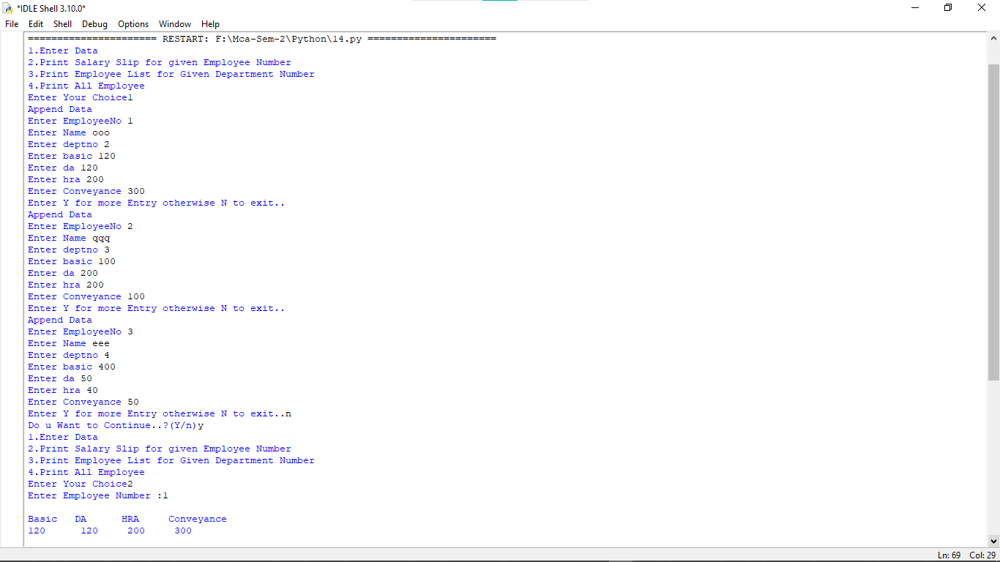 *IDLE Shell 3.10.0*
File Edit Shell Debug Options Window Help
====================== RESTART: F:\Mca-Sem-2\Python\14.py ======================
1.Enter Data
2.Print Salary Slip for given Employee Number
3.Print Employee List for Given Department Number
4.Print All Employee
Enter Your Choice1
Append Data
Enter EmployeeNo 1
Enter Name ooo
Enter deptno 2
Enter basic 120
Enter da 120
Enter hra 200
Enter Conveyance 300
Enter Y for more Entry otherwise N to exit..
Append Data
Enter EmployeeNo 2
Enter Name qqq
Enter deptno 3
Enter basic 100
Enter da 200
Enter hra 200
Enter Conveyance 100
Enter Y for more Entry otherwise N to exit..
Append Data
Enter EmployeeNo 3
Enter Name eee
Enter deptno 4
Enter basic 400
Enter da 50
Enter hra 40
Enter Conveyance 50
Enter Y for more Entry otherwise N to exit..n
Do u Want to Continue..?(Y/n)y
1.Enter Data
2.Print Salary Slip for given Employee Number
3.Print Employee List for Given Department Number
4.Print All Employee
Enter Your Choice2
Enter Employee Number :1
Basic DA HRA Conveyance
120 120 200 300
Ln: 69 Col: 29